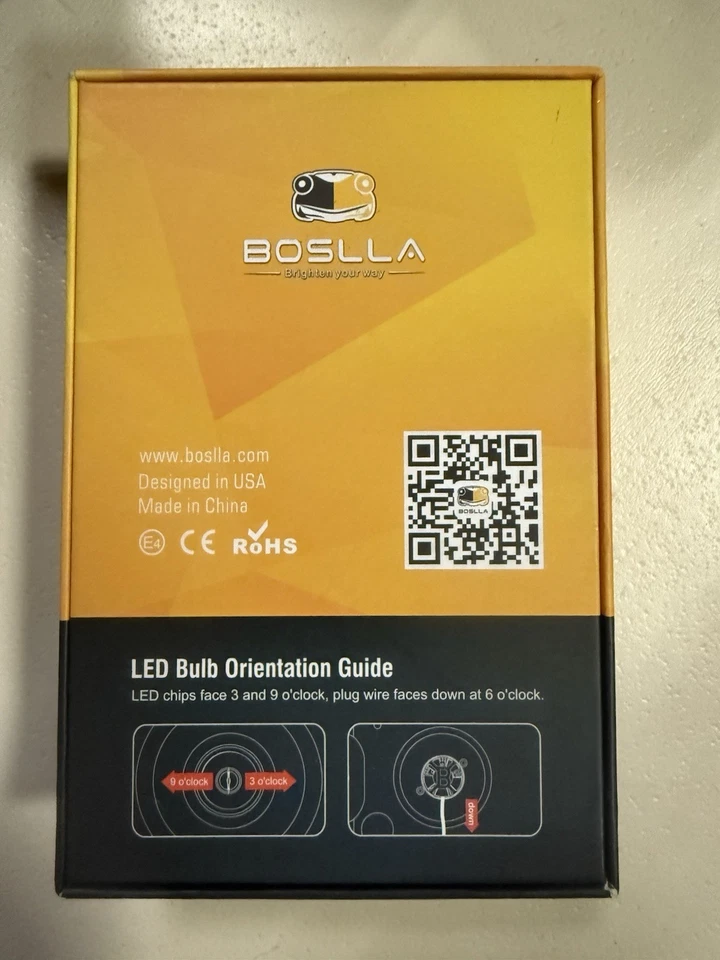 BOSLLA
Brighten your way
www.boslla.com
Designed in USA
Made in China
E4 CE RoHS
BOSLLA
LED Bulb Orientation Guide
LED chips face 3 and 9 o'clock, plug wire faces down at 6 o'clock.
9 o'clock 3 o'clock
down